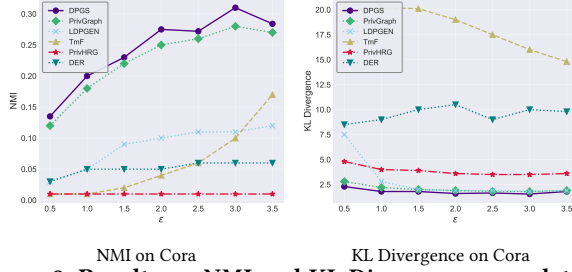 0.30
0.25
0.20
0.15
0.10
0.05
0.00
NMI
DPGS
PrivGraph
LDPGEN
TmF
PrivHRG
DER
0.5 1.0 1.5 2.0 2.5 3.0 3.5
ε
20.0
17.5
15.0
12.5
10.0
7.5
5.0
2.5
KL Divergence
DPGS
PrivGraph
LDPGEN
TmF
PrivHRG
DER
0.5 1.0 1.5 2.0 2.5 3.0 3.5
ε
NMI on Cora
KL Divergence on Cora